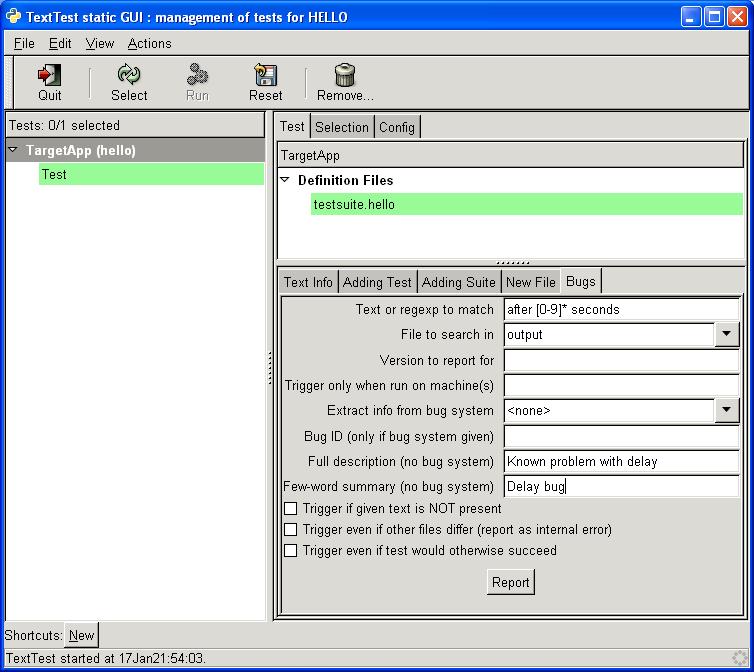 TextTest static GUI : management of tests for HELLO
File Edit View Actions
Quit Select Run Reset Remove...
Tests: 0/1 selected
TargetApp (hello)
Test
Test Selection Config
TargetApp
Definition Files
testsuite.hello
Text Info Adding Test Adding Suite New File Bugs
Text or regexp to match after [0-9]* seconds
File to search in output
Version to report for
Trigger only when run on machine(s)
Extract info from bug system <none>
Bug ID (only if bug system given)
Full description (no bug system) Known problem with delay
Few-word summary (no bug system) Delay bug
Trigger if given text is NOT present
Trigger even if other files differ (report as internal error)
Trigger even if test would otherwise succeed
Report
Shortcuts: New
TextTest started at 17Jan21:54:03.